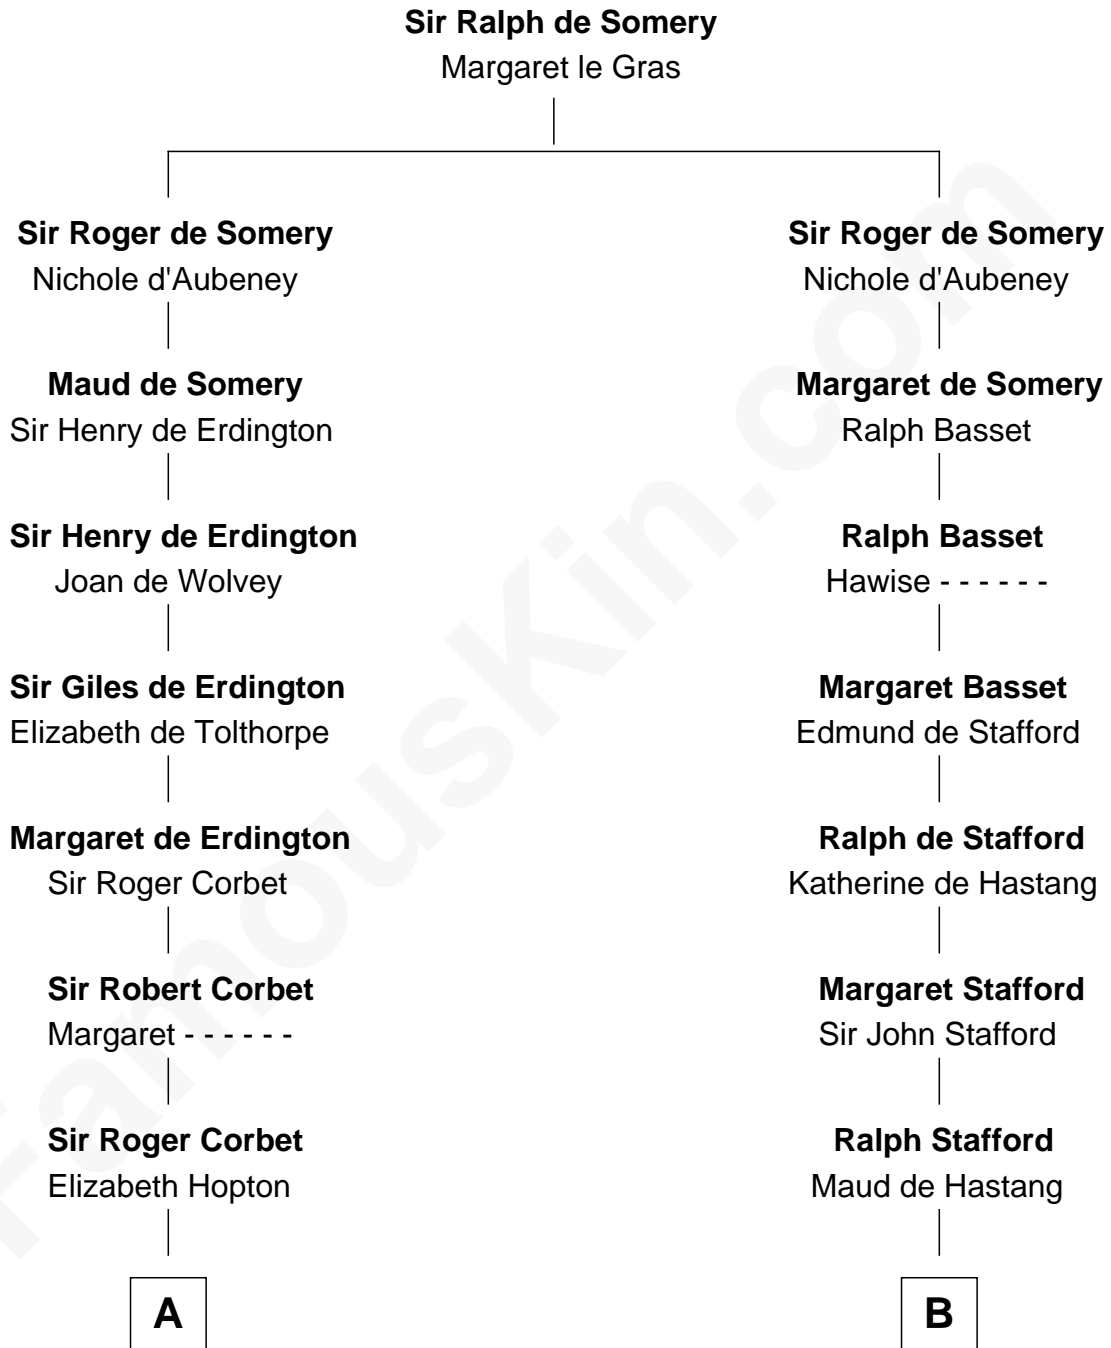 Sir Ralph de Somery
Margaret le Gras
Sir Roger de Somery
Nichole d'Aubeney
Maud de Somery
Sir Henry de Erdington
Sir Henry de Erdington
Joan de Wolvey
Sir Giles de Erdington
Elizabeth de Tolthorpe
Margaret de Erdington
Sir Roger Corbet
Sir Robert Corbet
Margaret - - - - - -
Sir Roger Corbet
Elizabeth Hopton
A
Sir Roger de Somery
Nichole d'Aubeney
Margaret de Somery
Ralph Basset
Ralph Basset
Hawise - - - - - -
Margaret Basset
Edmund de Stafford
Ralph de Stafford
Katherine de Hastang
Margaret Stafford
Sir John Stafford
Ralph Stafford
Maud de Hastang
B
FamousKin.com